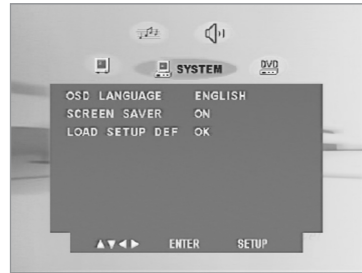 SYSTEM
DVD
OSD LANGUAGE ENGLISH
SCREEN SAVER ON
LOAD SETUP DEF OK
ENTER SETUP